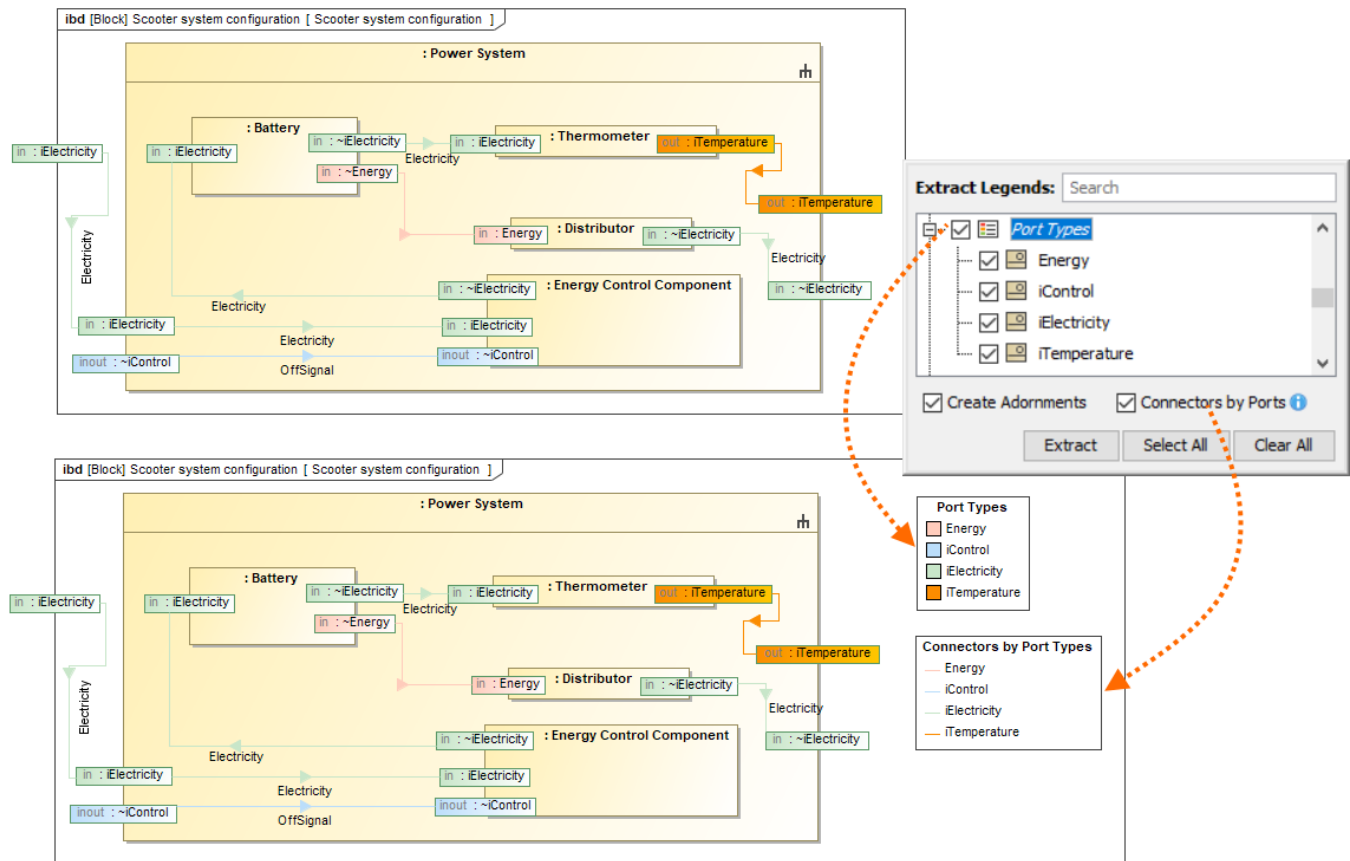 ibd [Block] Scooter system configuration [ Scooter system configuration ]
: Power System
: Battery
in : ~iElectricity
in : iElectricity
: Thermometer
out : iTemperature
in : iElectricity
in : iElectricity
Electricity
in : ~Energy
out : iTemperature
Electricity
in : Energy
: Distributor
in : ~iElectricity
Electricity
in : ~iElectricity
: Energy Control Component
in : ~iElectricity
Electricity
in : iElectricity
in : iElectricity
Electricity
inout : ~iControl
inout : ~iControl
OffSignal
Extract Legends: Search
Port Types
Energy
iControl
iElectricity
iTemperature
Create Adornments Connectors by Ports
Extract Select All Clear All
ibd [Block] Scooter system configuration [ Scooter system configuration ]
: Power System
: Battery
in : ~iElectricity
in : iElectricity
: Thermometer
out : iTemperature
in : iElectricity
in : iElectricity
Electricity
in : ~Energy
out : iTemperature
Electricity
in : Energy
: Distributor
in : ~iElectricity
Electricity
in : ~iElectricity
: Energy Control Component
in : ~iElectricity
Electricity
in : iElectricity
in : iElectricity
Electricity
inout : ~iControl
inout : ~iControl
OffSignal
Port Types
Energy
iControl
iElectricity
iTemperature
Connectors by Port Types
Energy
iControl
iElectricity
iTemperature